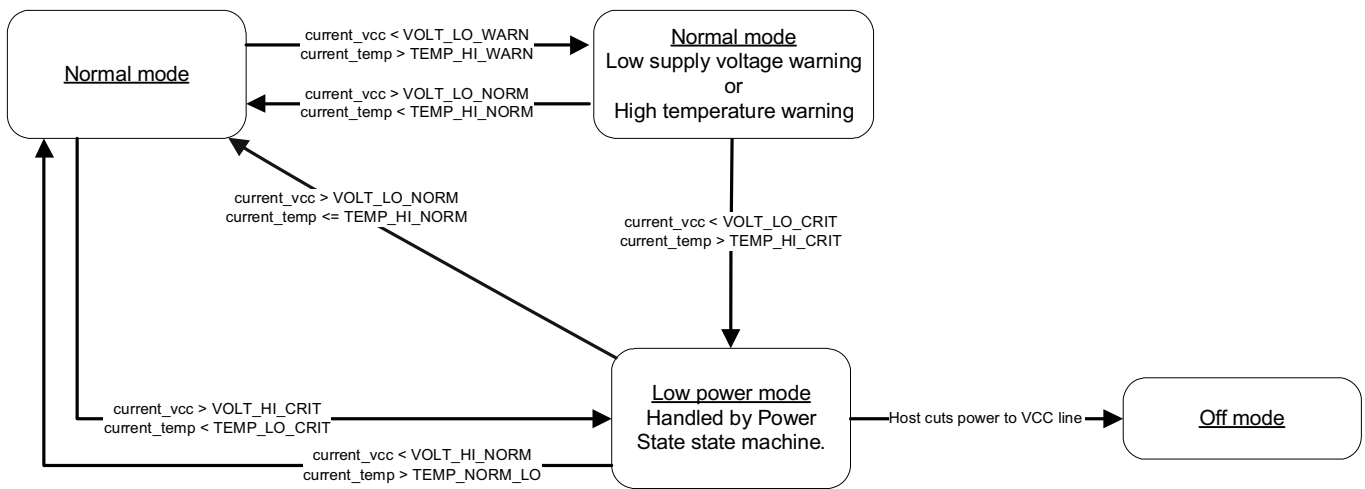 Normal mode
current_vcc < VOLT_LO_WARN
current_temp > TEMP_HI_WARN
current_vcc > VOLT_LO_NORM
current_temp < TEMP_HI_NORM
Normal mode
Low supply voltage warning
or
High temperature warning
current_vcc > VOLT_LO_NORM
current_temp <= TEMP_HI_NORM
current_vcc < VOLT_LO_CRIT
current_temp > TEMP_HI_CRIT
current_vcc > VOLT_HI_CRIT
current_temp < TEMP_LO_CRIT
current_vcc < VOLT_HI_NORM
current_temp > TEMP_NORM_LO
Low power mode
Handled by Power
State state machine.
Host cuts power to VCC line
Off mode